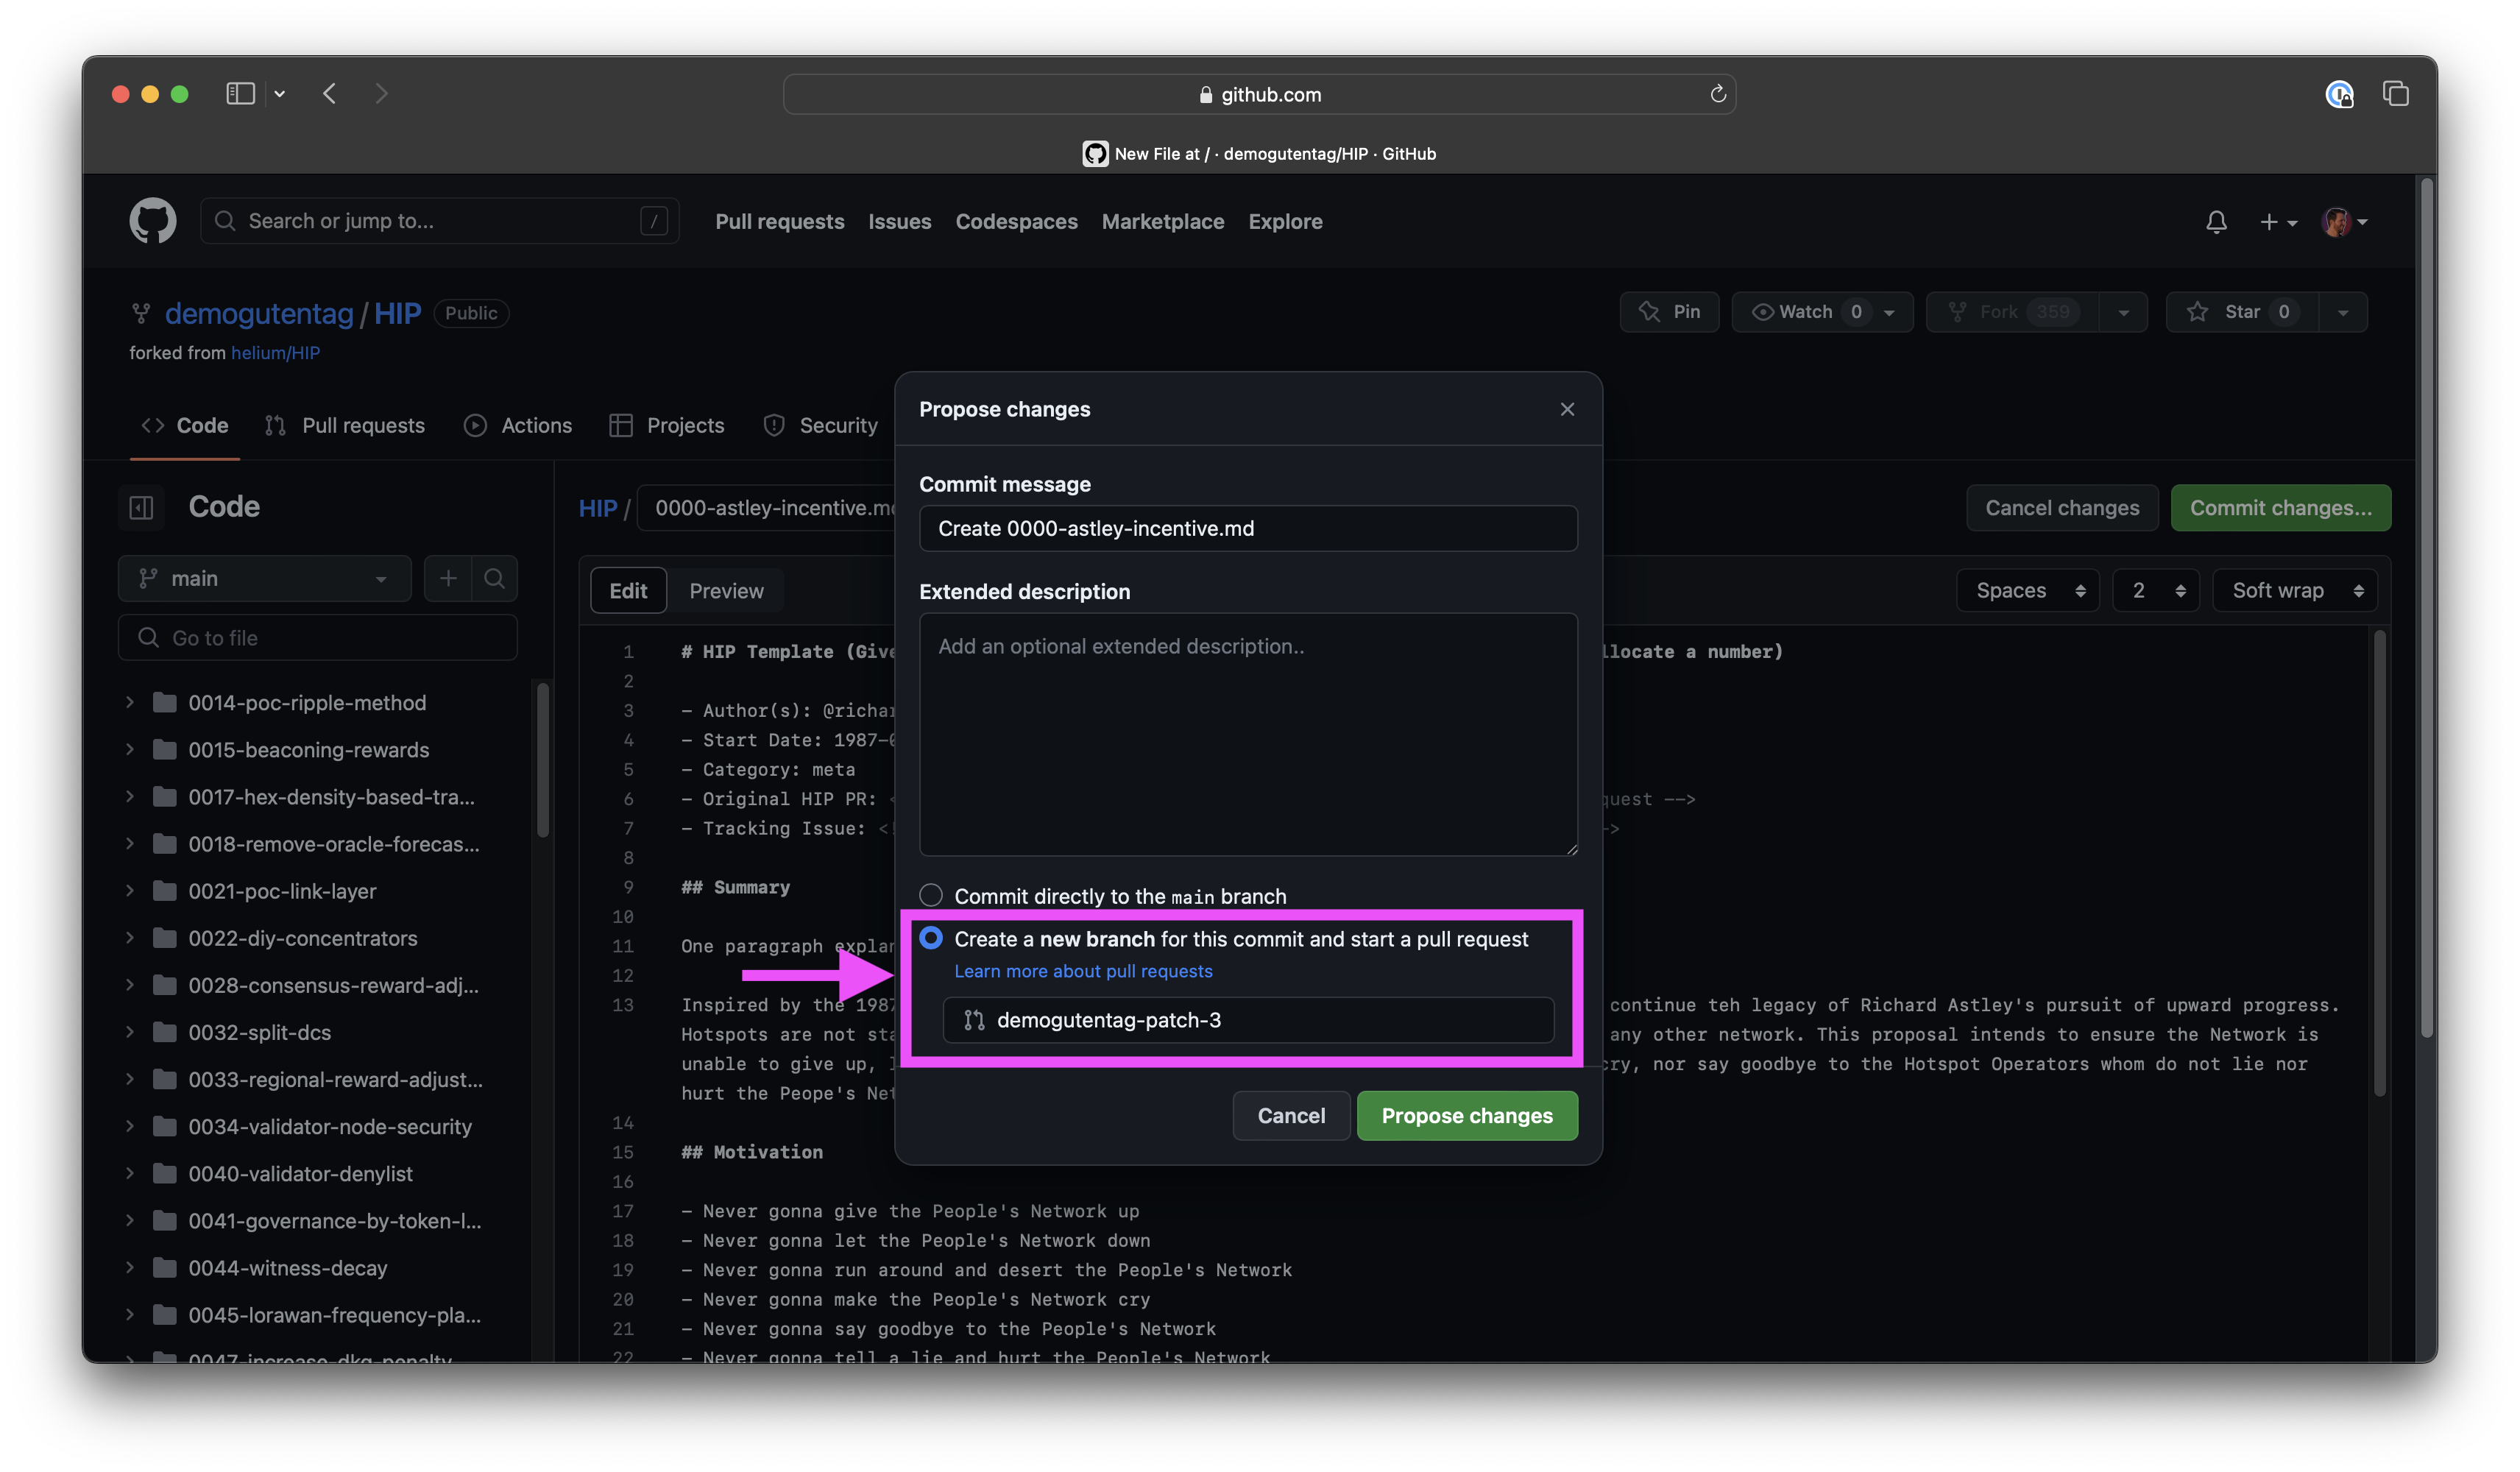 github.com
New File at / · demogutentag/HIP · GitHub
Search or jump to...
/
Pull requests
Issues
Codespaces
Marketplace
Explore
demogutentag / HIP
Public
Pin
Watch 0
Fork 359
Star 0
forked from helium/HIP
Code
Pull requests
Actions
Projects
Security
Propose changes
Commit message
Create 0000-astley-incentive.md
Extended description
Add an optional extended description..
Commit directly to the main branch
Create a new branch for this commit and start a pull request
Learn more about pull requests
demogutentag-patch-3
Cancel
Propose changes
Code
main
Go to file
0014-poc-ripple-method
0015-beaconing-rewards
0017-hex-density-based-tra...
0018-remove-oracle-forecas...
0021-poc-link-layer
0022-diy-concentrators
0028-consensus-reward-adj...
0032-split-dcs
0033-regional-reward-adjust...
0034-validator-node-security
0040-validator-denylist
0041-governance-by-token-l...
0044-witness-decay
0045-lorawan-frequency-pla...
0047-increase-dkg-penalty
HIP /
0000-astley-incentive.md
Cancel changes
Commit changes...
Edit
Preview
Spaces
2
Soft wrap
1 # HIP Template (Give llocate a number)
2
3 - Author(s): @richar
4 - Start Date: 1987-0
5 - Category: meta
6 - Original HIP PR: < quest -->
7 - Tracking Issue: <! ->
8
9 ## Summary
10
11 One paragraph explan
12
13 Inspired by the 1987 continue teh legacy of Richard Astley's pursuit of upward progress.
Hotspots are not sta any other network. This proposal intends to ensure the Network is
unable to give up, l cry, nor say goodbye to the Hotspot Operators whom do not lie nor
hurt the Peope's Net
14
15 ## Motivation
16
17 - Never gonna give the People's Network up
18 - Never gonna let the People's Network down
19 - Never gonna run around and desert the People's Network
20 - Never gonna make the People's Network cry
21 - Never gonna say goodbye to the People's Network
22 - Never gonna tell a lie and hurt the People's Network